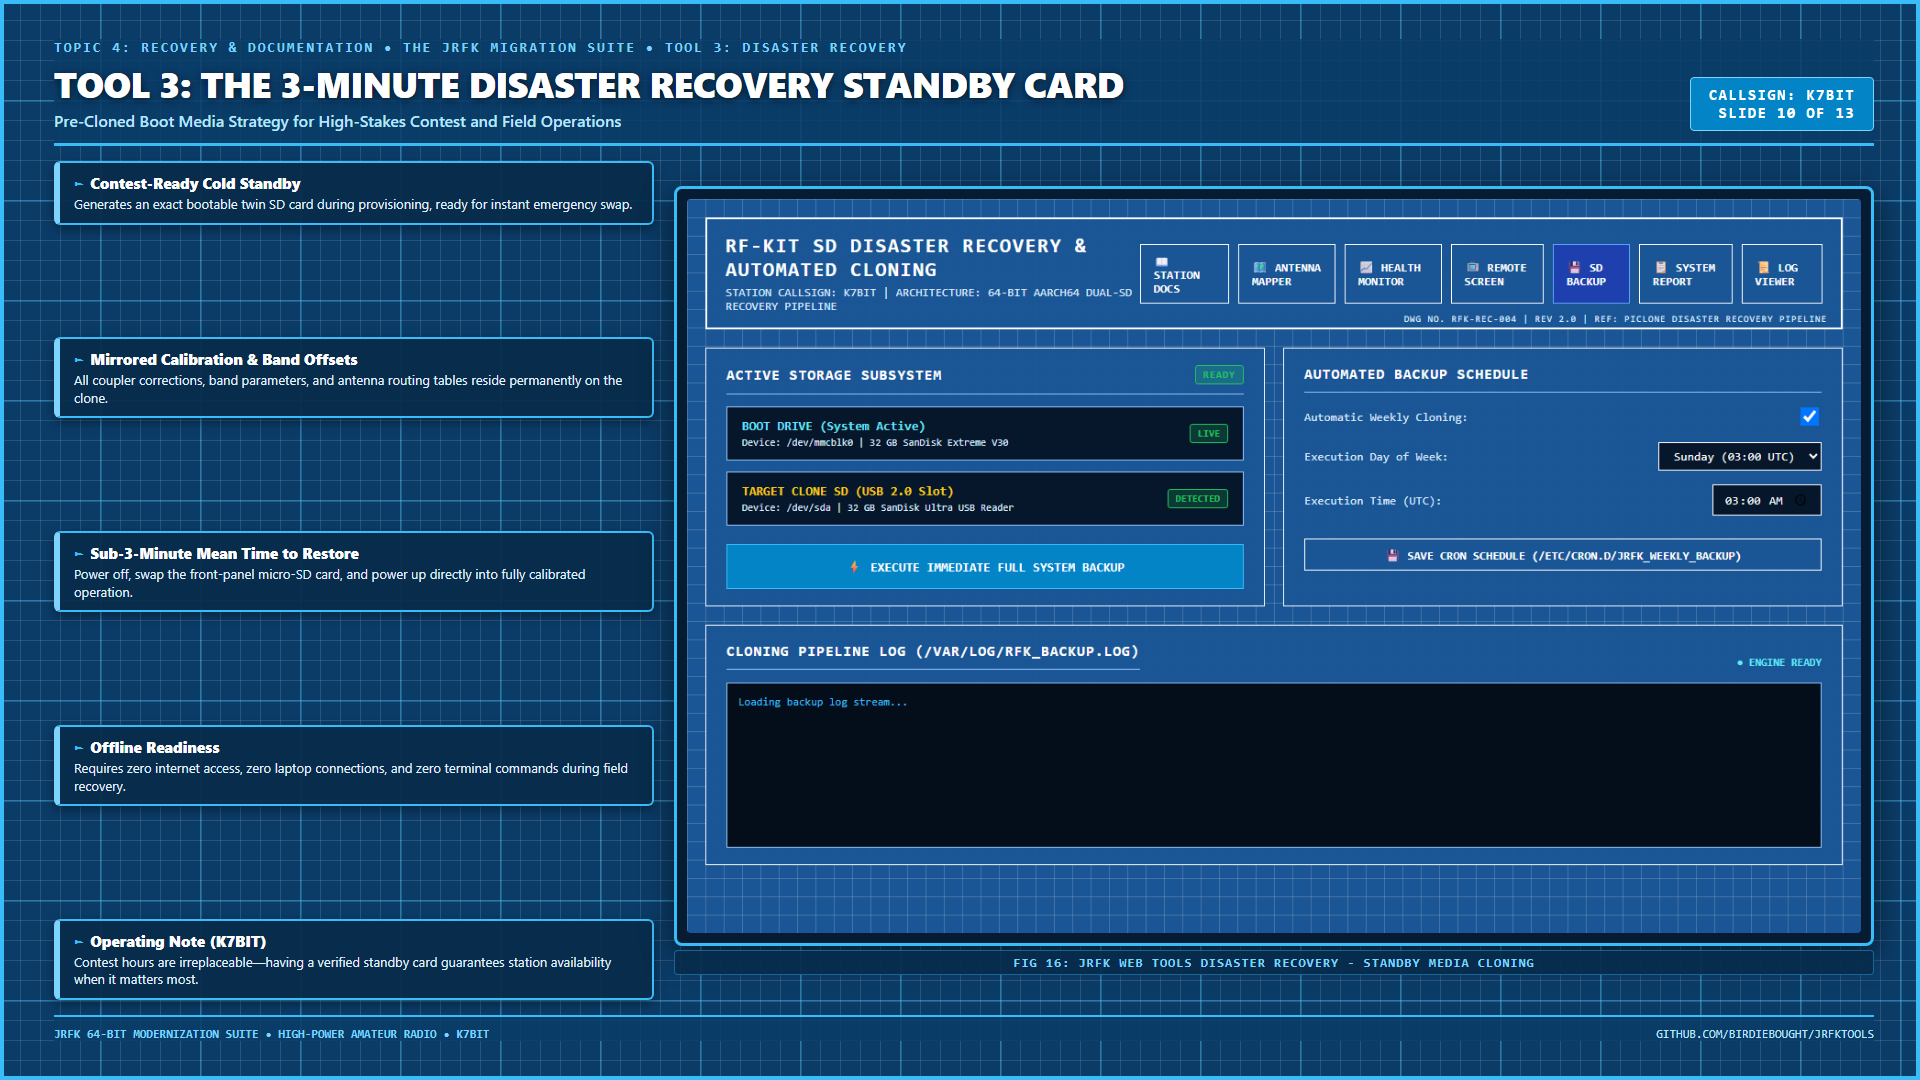 TOPIC 4: RECOVERY & DOCUMENTATION • THE JRFK MIGRATION SUITE • TOOL 3: DISASTER RECOVERY
TOOL 3: THE 3-MINUTE DISASTER RECOVERY STANDBY CARD
Pre-Cloned Boot Media Strategy for High-Stakes Contest and Field Operations
CALLSIGN: K7BIT
SLIDE 10 OF 13
Contest-Ready Cold Standby
Generates an exact bootable twin SD card during provisioning, ready for instant emergency swap.
Mirrored Calibration & Band Offsets
All coupler corrections, band parameters, and antenna routing tables reside permanently on the
clone.
Sub-3-Minute Mean Time to Restore
Power off, swap the front-panel micro-SD card, and power up directly into fully calibrated
operation.
Offline Readiness
Requires zero internet access, zero laptop connections, and zero terminal commands during field
recovery.
Operating Note (K7BIT)
Contest hours are irreplaceable—having a verified standby card guarantees station availability
when it matters most.
RF-KIT SD DISASTER RECOVERY &
AUTOMATED CLONING
STATION CALLSIGN: K7BIT | ARCHITECTURE: 64-BIT AARCH64 DUAL-SD
RECOVERY PIPELINE
STATION
DOCS
ANTENNA
MAPPER
HEALTH
MONITOR
REMOTE
SCREEN
SD
BACKUP
SYSTEM
REPORT
LOG
VIEWER
DWG NO. RFK-REC-004 | REV 2.0 | REF: PICLONE DISASTER RECOVERY PIPELINE
ACTIVE STORAGE SUBSYSTEM
READY
BOOT DRIVE (System Active)
Device: /dev/mmcblk0 | 32 GB SanDisk Extreme V30
LIVE
TARGET CLONE SD (USB 2.0 Slot)
Device: /dev/sda | 32 GB SanDisk Ultra USB Reader
DETECTED
EXECUTE IMMEDIATE FULL SYSTEM BACKUP
AUTOMATED BACKUP SCHEDULE
Automatic Weekly Cloning:
Execution Day of Week:
Sunday (03:00 UTC)
Execution Time (UTC):
03:00 AM
SAVE CRON SCHEDULE (/ETC/CRON.D/JRFK_WEEKLY_BACKUP)
CLONING PIPELINE LOG (/VAR/LOG/RFK_BACKUP.LOG)
● ENGINE READY
Loading backup log stream...
FIG 16: JRFK WEB TOOLS DISASTER RECOVERY - STANDBY MEDIA CLONING
JRFK 64-BIT MODERNIZATION SUITE • HIGH-POWER AMATEUR RADIO • K7BIT
GITHUB.COM/BIRDIEBOUGHT/JRFKTOOLS